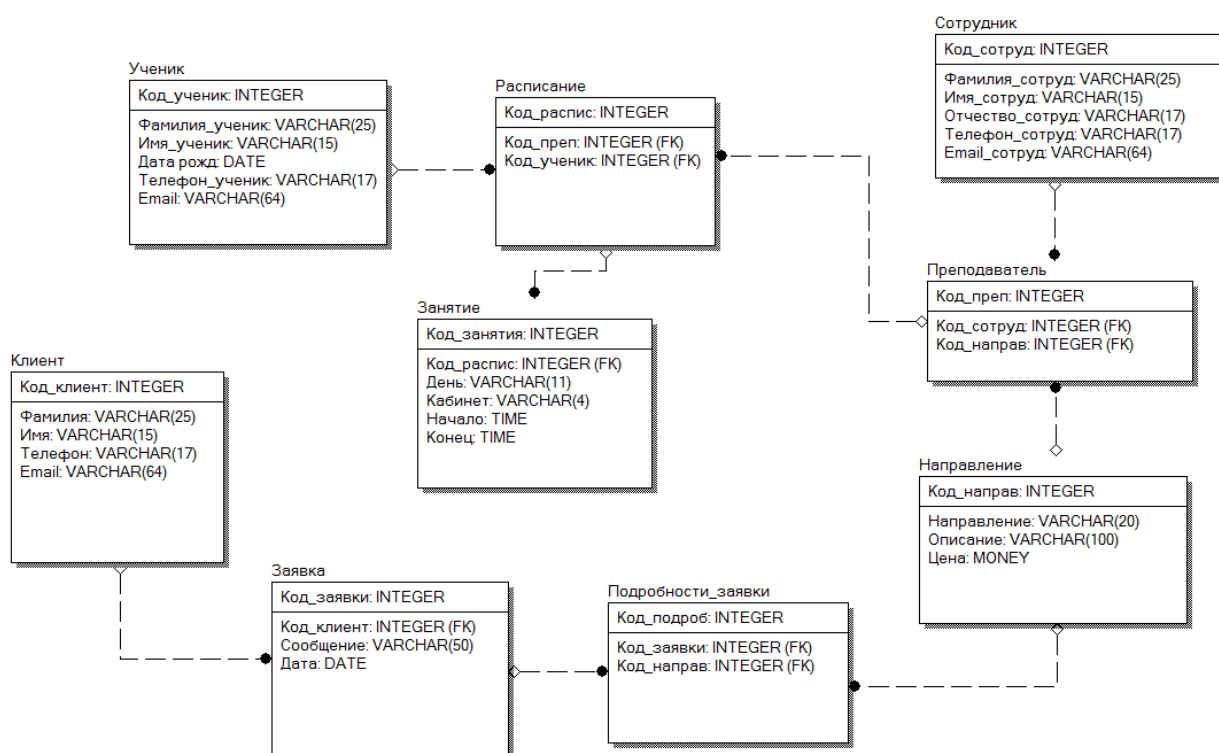 Сотрудник
Код_сотруд: INTEGER
Фамилия_сотруд: VARCHAR(25)
Имя_сотруд: VARCHAR(15)
Отчество_сотруд: VARCHAR(17)
Телефон_сотруд: VARCHAR(17)
Email_сотруд: VARCHAR(64)
Ученик
Код_ученик: INTEGER
Фамилия_ученик: VARCHAR(25)
Имя_ученик: VARCHAR(15)
Дата рожд: DATE
Телефон_ученик: VARCHAR(17)
Email: VARCHAR(64)
Расписание
Код_распис: INTEGER
Код_преп: INTEGER (FK)
Код_ученик: INTEGER (FK)
Преподаватель
Код_преп: INTEGER
Код_сотруд: INTEGER (FK)
Код_направ: INTEGER (FK)
Занятие
Код_занятия: INTEGER
Код_распис: INTEGER (FK)
День: VARCHAR(11)
Кабинет: VARCHAR(4)
Начало: TIME
Конец: TIME
Клиент
Код_клиент: INTEGER
Фамилия: VARCHAR(25)
Имя: VARCHAR(15)
Телефон: VARCHAR(17)
Email: VARCHAR(64)
Направление
Код_направ: INTEGER
Направление: VARCHAR(20)
Описание: VARCHAR(100)
Цена: MONEY
Заявка
Код_заявки: INTEGER
Код_клиент: INTEGER (FK)
Сообщение: VARCHAR(50)
Дата: DATE
Подробности_заявки
Код_подроб: INTEGER
Код_заявки: INTEGER (FK)
Код_направ: INTEGER (FK)